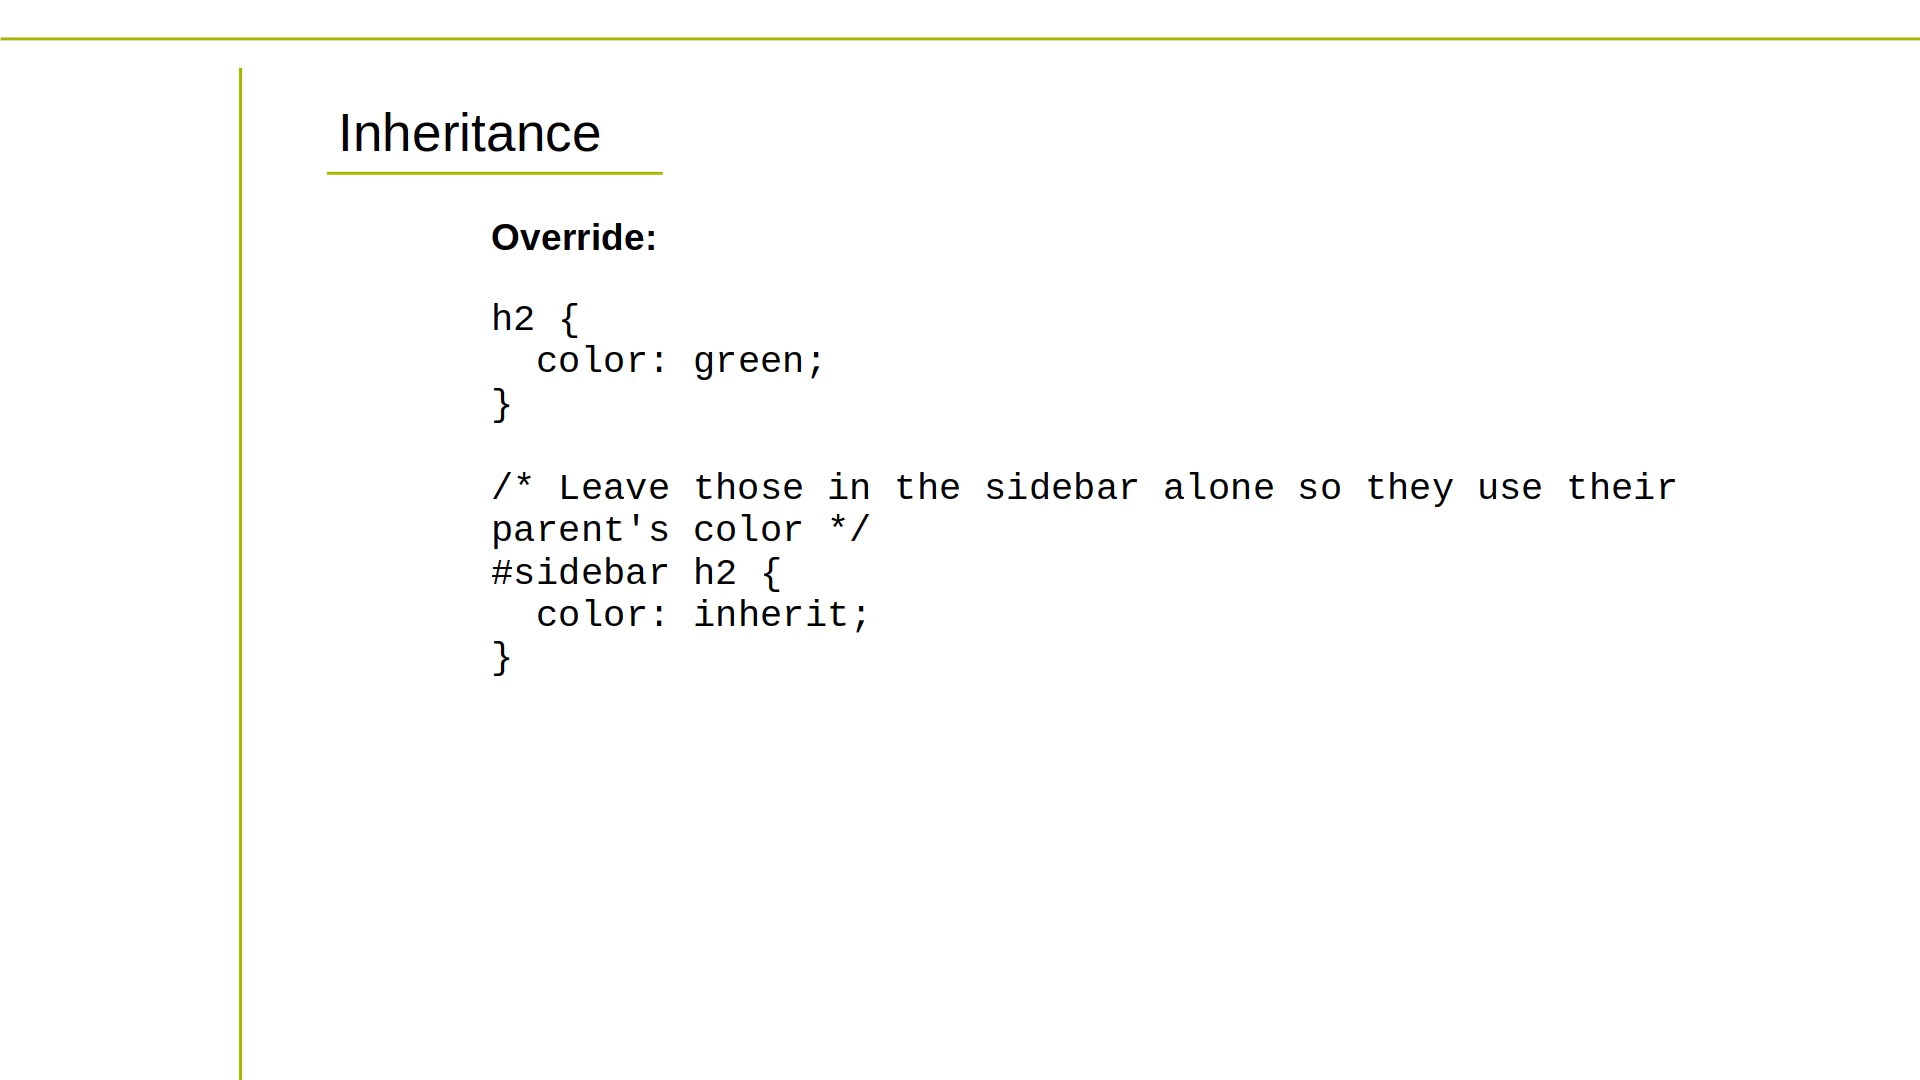 Inheritance
Override:
h2 {
  color: green;
}
/* Leave those in the sidebar alone so they use their
parent's color */
#sidebar h2 {
  color: inherit;
}